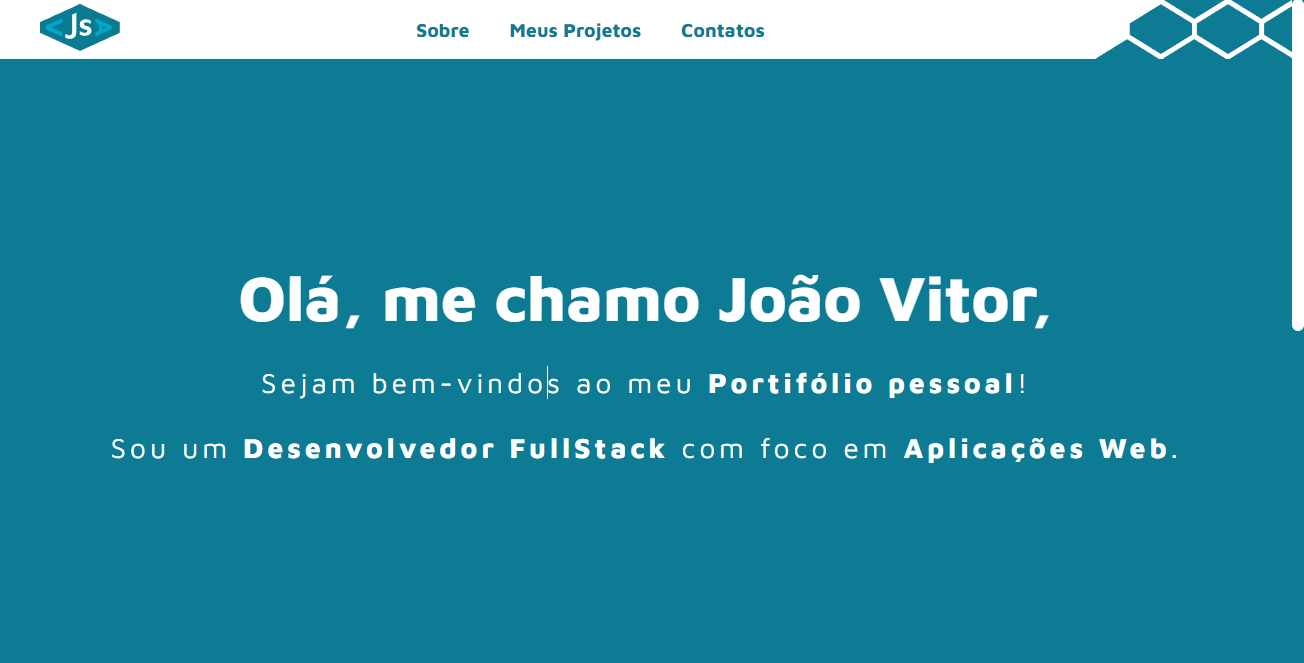 <JsA
Sobre Meus Projetos Contatos
Olá, me chamo João Vitor,
Sejam bem-vindos ao meu Portifólio pessoal!
Sou um Desenvolvedor FullStack com foco em Aplicações Web.